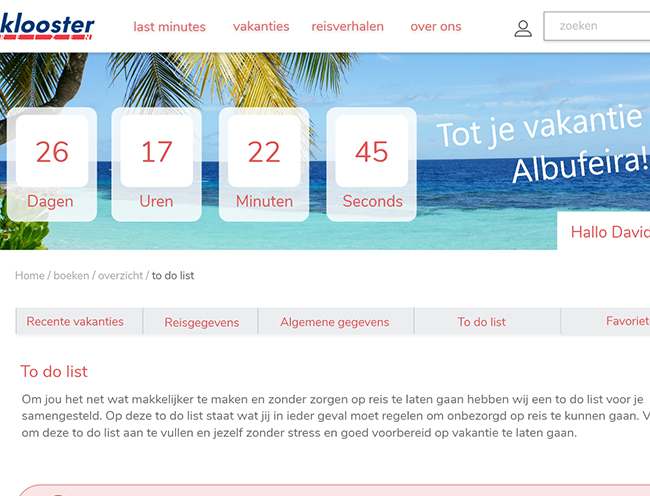 klooster
REIZEN
last minutes vakanties reisverhalen over ons zoeken
Tot je vakantie
Albufeira!
26 17 22 45
Dagen Uren Minuten Seconds
Hallo David
Home / boeken / overzicht / to do list
Recente vakanties Reisgegevens Algemene gegevens To do list Favoriet
To do list
Om jou het net wat makkelijker te maken en zonder zorgen op reis te laten gaan hebben wij een to do list voor je
samengesteld. Op deze to do list staat wat jij in ieder geval moet regelen om onbezorgd op reis te kunnen gaan. V
om deze to do list aan te vullen en jezelf zonder stress en goed voorbereid op vakantie te laten gaan.